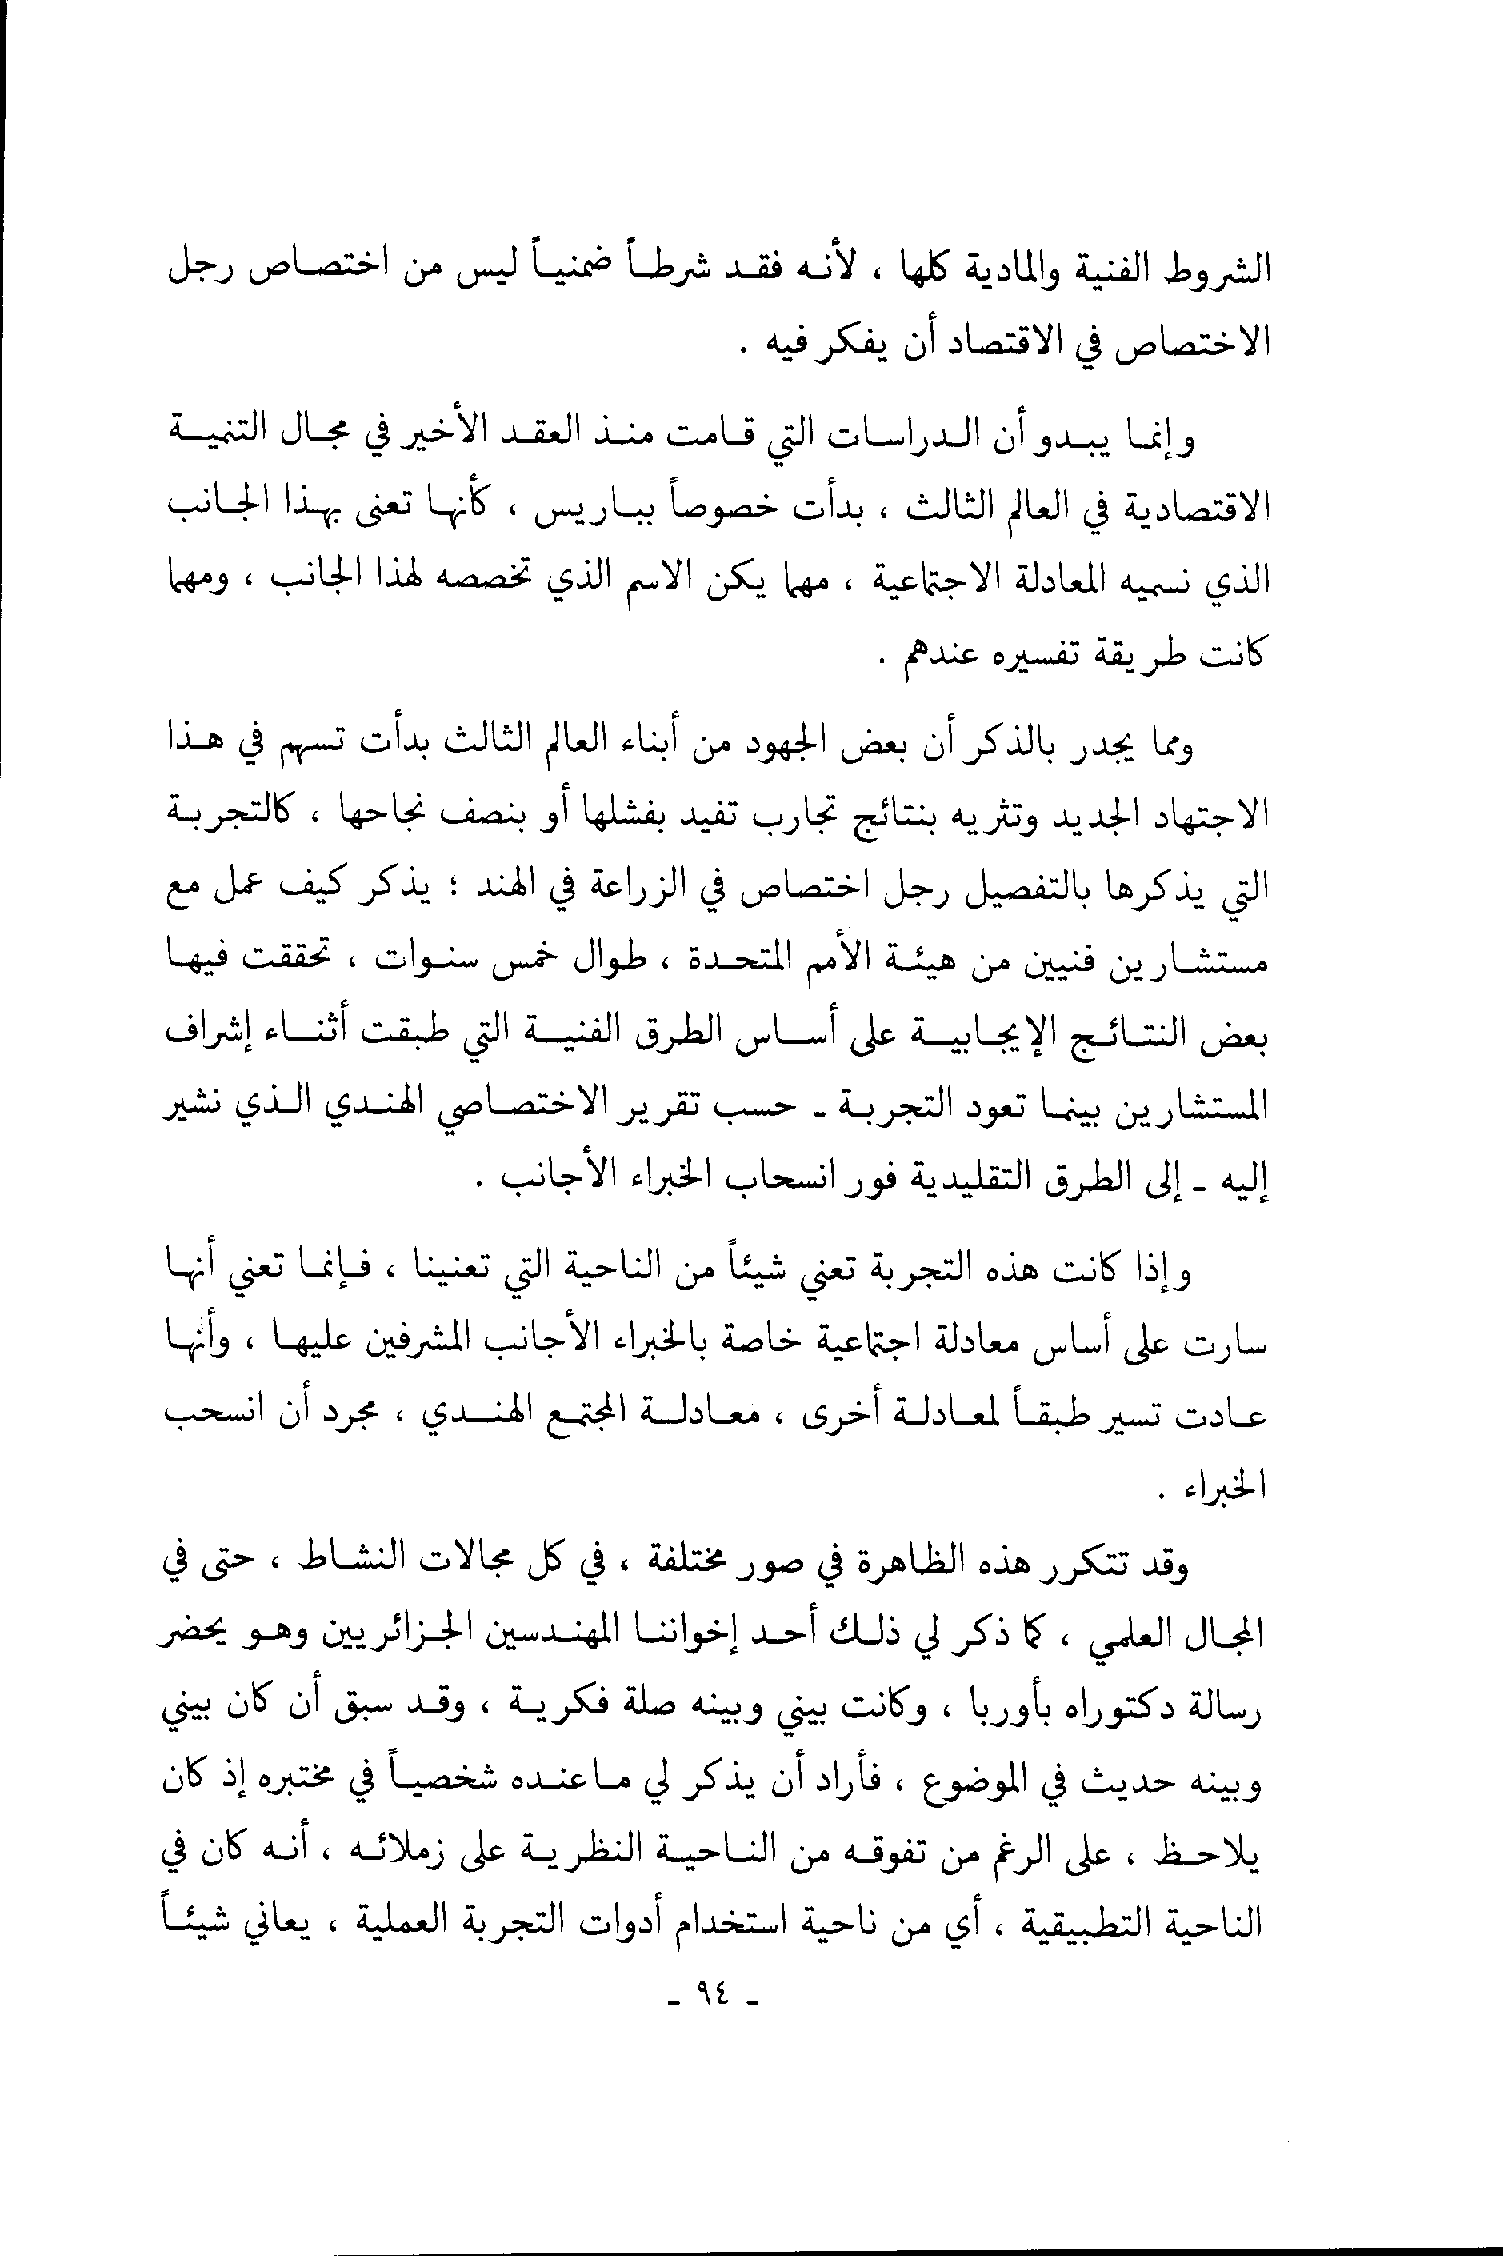 الشروط الفنية والمادية كلها ، لأنه فقد شرطاً ضمنياً ليس من اختصاص رجل
الاختصاص في الاقتصاد أن يفكر فيه .
وإنما يبدو أن الدراسات التي قامت منذ العقد الأخير في مجال التنمية
الاقتصادية في العالم الثالث ، بدأت خصوصاً بباريس ، كأنها تعنى بهذا الجانب
الذي نسميه المعادلة الاجتماعية ، مهما يكن الاسم الذي تخصصه لهذا الجانب ، ومهما
كانت طريقة تفسيره عندهم .
ومما يجدر بالذكر أن بعض الجهود من أبناء العالم الثالث بدأت تسهم في هذا
الاجتهاد الجديد وتثريه بنتائج تجارب تفيد بفشلها أو بنصف نجاحها ، كالتجربة
التي يذكرها بالتفصيل رجل اختصاص في الزراعة في الهند ؛ يذكر كيف عمل مع
مستشارين فنيين من هيئة الأمم المتحدة ، طوال خمس سنوات ، تحققت فيها
بعض النتائج الإيجابية على أساس الطرق الفنية التي طبقت أثناء إشراف
المستشارين بينما تعود التجربة - حسب تقرير الاختصاصي الهندي الذي نشير
إليه - إلى الطرق التقليدية فور انسحاب الخبراء الأجانب .
وإذا كانت هذه التجربة تعني شيئاً من الناحية التي تعنينا ، فإنما تعني أنها
سارت على أساس معادلة اجتماعية خاصة بالخبراء الأجانب المشرفين عليها ، وأنها
عادت تسير طبقاً لمعادلة أخرى ، معادلة المجتمع الهندي ، مجرد أن انسحب
الخبراء .
وقد تتكرر هذه الظاهرة في صور مختلفة ، في كل مجالات النشاط ، حتى في
المجال العلمي ، كما ذكر لي ذلك أحد إخواننا المهندسين الجزائريين وهو يحضر
رسالة دكتوراه بأوربا ، وكانت بيني وبينه صلة فكرية ، وقد سبق أن كان بيني
وبينه حديث في الموضوع ، فأراد أن يذكر لي ماعنده شخصياً في مختبره إذ كان
يلاحظ ، على الرغم من تفوقه من الناحية النظرية على زملائه ، أنه كان في
الناحية التطبيقية ، أي من ناحية استخدام أدوات التجربة العملية ، يعاني شيئاً
- ٩٤ -